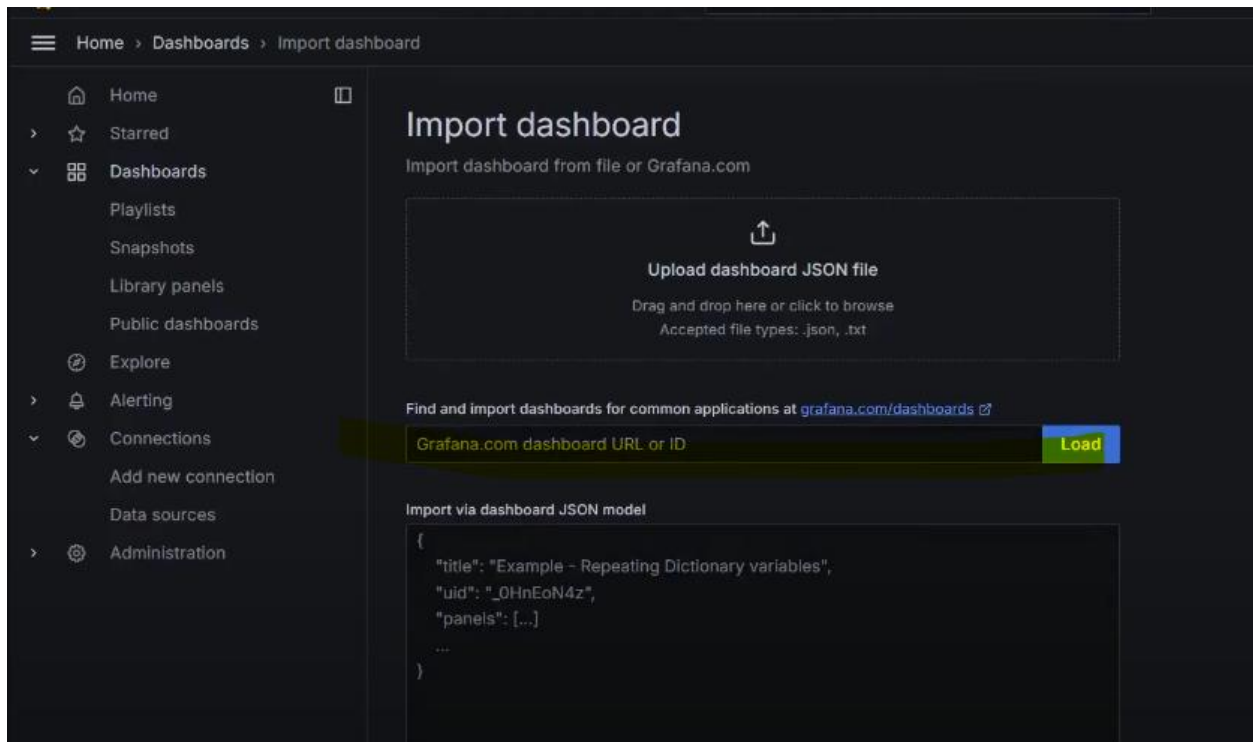 Home › Dashboards › Import dashboard
Home
Starred
Dashboards
Playlists
Snapshots
Library panels
Public dashboards
Explore
Alerting
Connections
Add new connection
Data sources
Administration
Import dashboard
Import dashboard from file or Grafana.com
Upload dashboard JSON file
Drag and drop here or click to browse
Accepted file types: .json, .txt
Find and import dashboards for common applications at grafana.com/dashboards
Grafana.com dashboard URL or ID Load
Import via dashboard JSON model
{
"title": "Example - Repeating Dictionary variables",
"uid": "_0HnEoN4z",
"panels": [...]
...
}